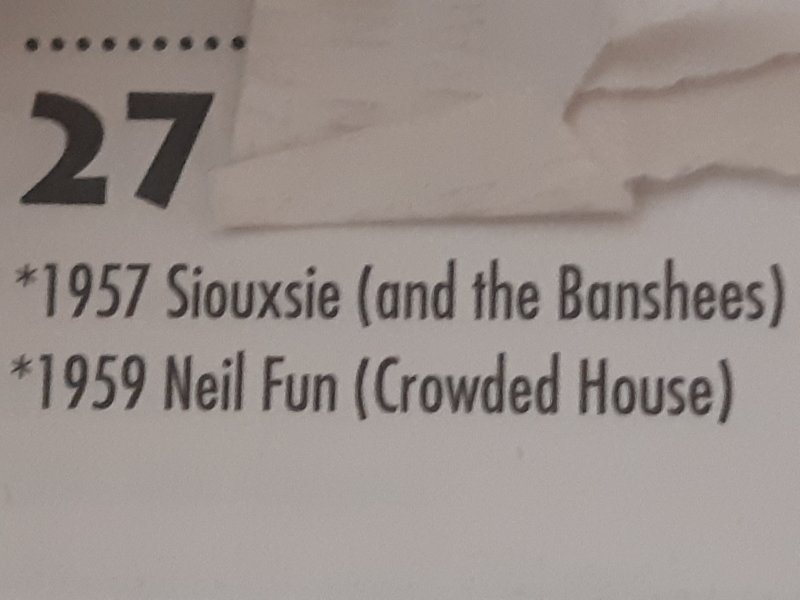 27
*1957 Siouxsie (and the Banshees)
*1959 Neil Fun (Crowded House)